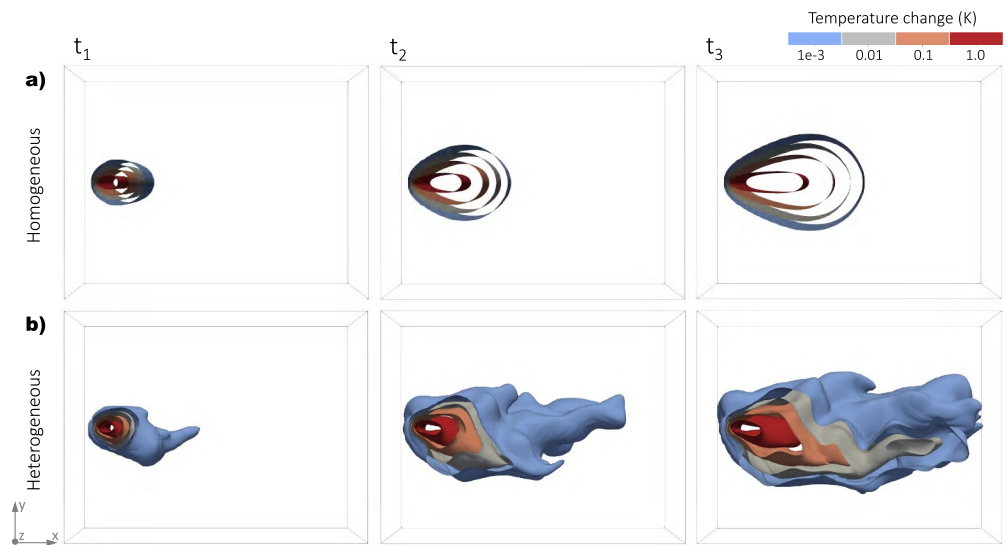 Temperature change (K)
1e-3 0.01 0.1 1.0
t1 t2 t3
a)
Homogeneous
b)
Heterogeneous
y
z x